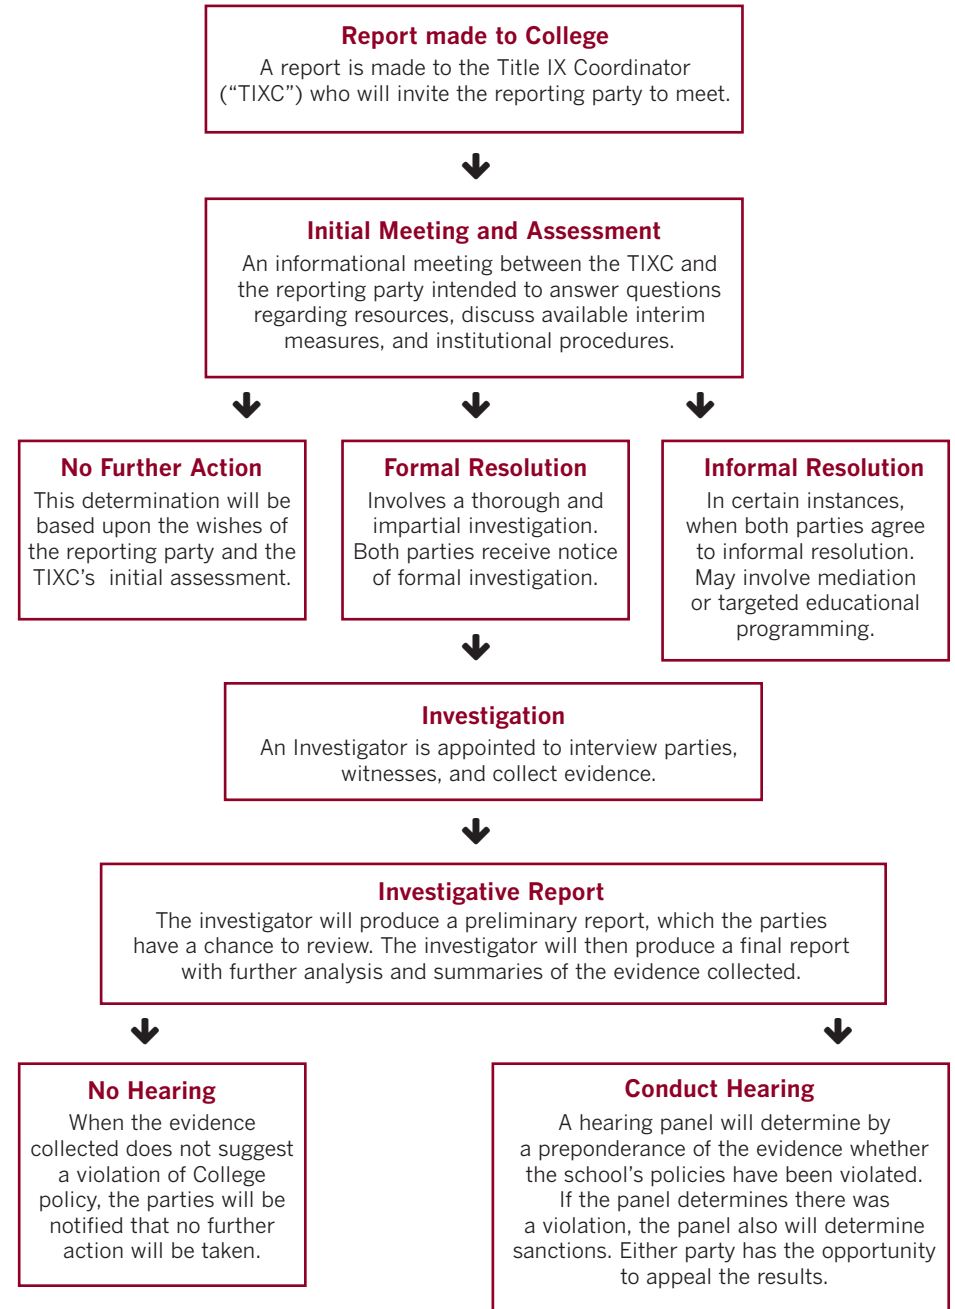 Report made to College
A report is made to the Title IX Coordinator
(“TIXC”) who will invite the reporting party to meet.
Initial Meeting and Assessment
An informational meeting between the TIXC and
the reporting party intended to answer questions
regarding resources, discuss available interim
measures, and institutional procedures.
No Further Action
This determination will be
based upon the wishes of
the reporting party and the
TIXC’s initial assessment.
Formal Resolution
Involves a thorough and
impartial investigation.
Both parties receive notice
of formal investigation.
Informal Resolution
In certain instances,
when both parties agree
to informal resolution.
May involve mediation
or targeted educational
programming.
Investigation
An Investigator is appointed to interview parties,
witnesses, and collect evidence.
Investigative Report
The investigator will produce a preliminary report, which the parties
have a chance to review. The investigator will then produce a final report
with further analysis and summaries of the evidence collected.
No Hearing
When the evidence
collected does not suggest
a violation of College
policy, the parties will be
notified that no further
action will be taken.
Conduct Hearing
A hearing panel will determine by
a preponderance of the evidence whether
the school’s policies have been violated.
If the panel determines there was
a violation, the panel also will determine
sanctions. Either party has the opportunity
to appeal the results.